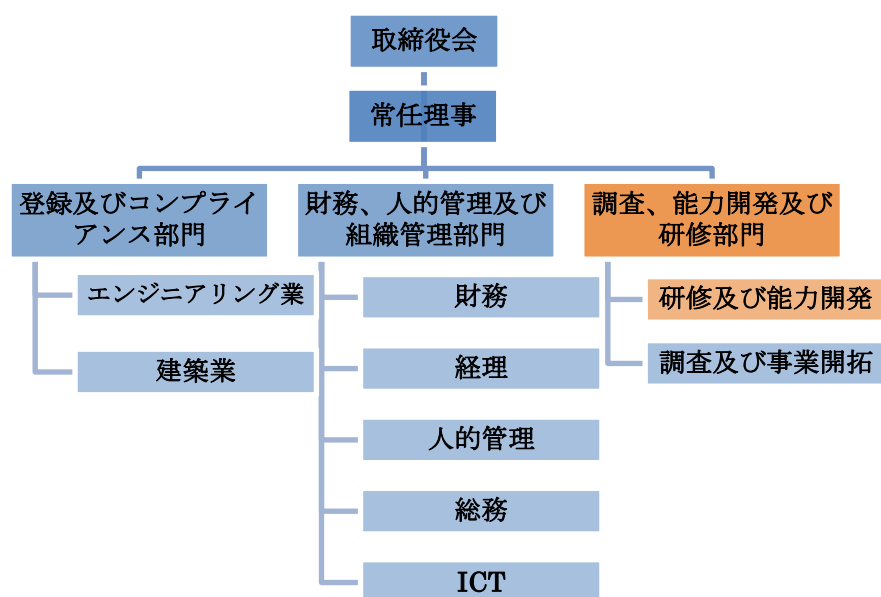 取締役会
常任理事
登録及びコンプライ
アンス部門
エンジニアリング業
建築業
財務、人的管理及び
組織管理部門
財務
経理
人的管理
総務
ICT
調査、能力開発及び
研修部門
研修及び能力開発
調査及び事業開拓